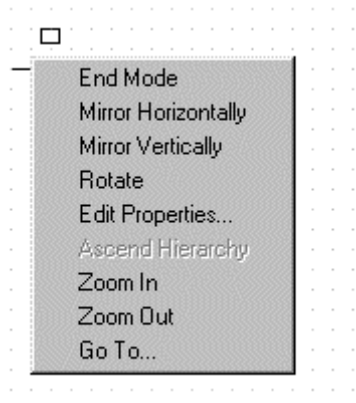 End Mode
Mirror Horizontally
Mirror Vertically
Rotate
Edit Properties...
Ascend Hierarchy
Zoom In
Zoom Out
Go To...